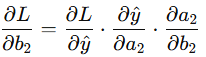 ∂L/∂b₂ = ∂L/∂ŷ · ∂ŷ/∂a₂ · ∂a₂/∂b₂